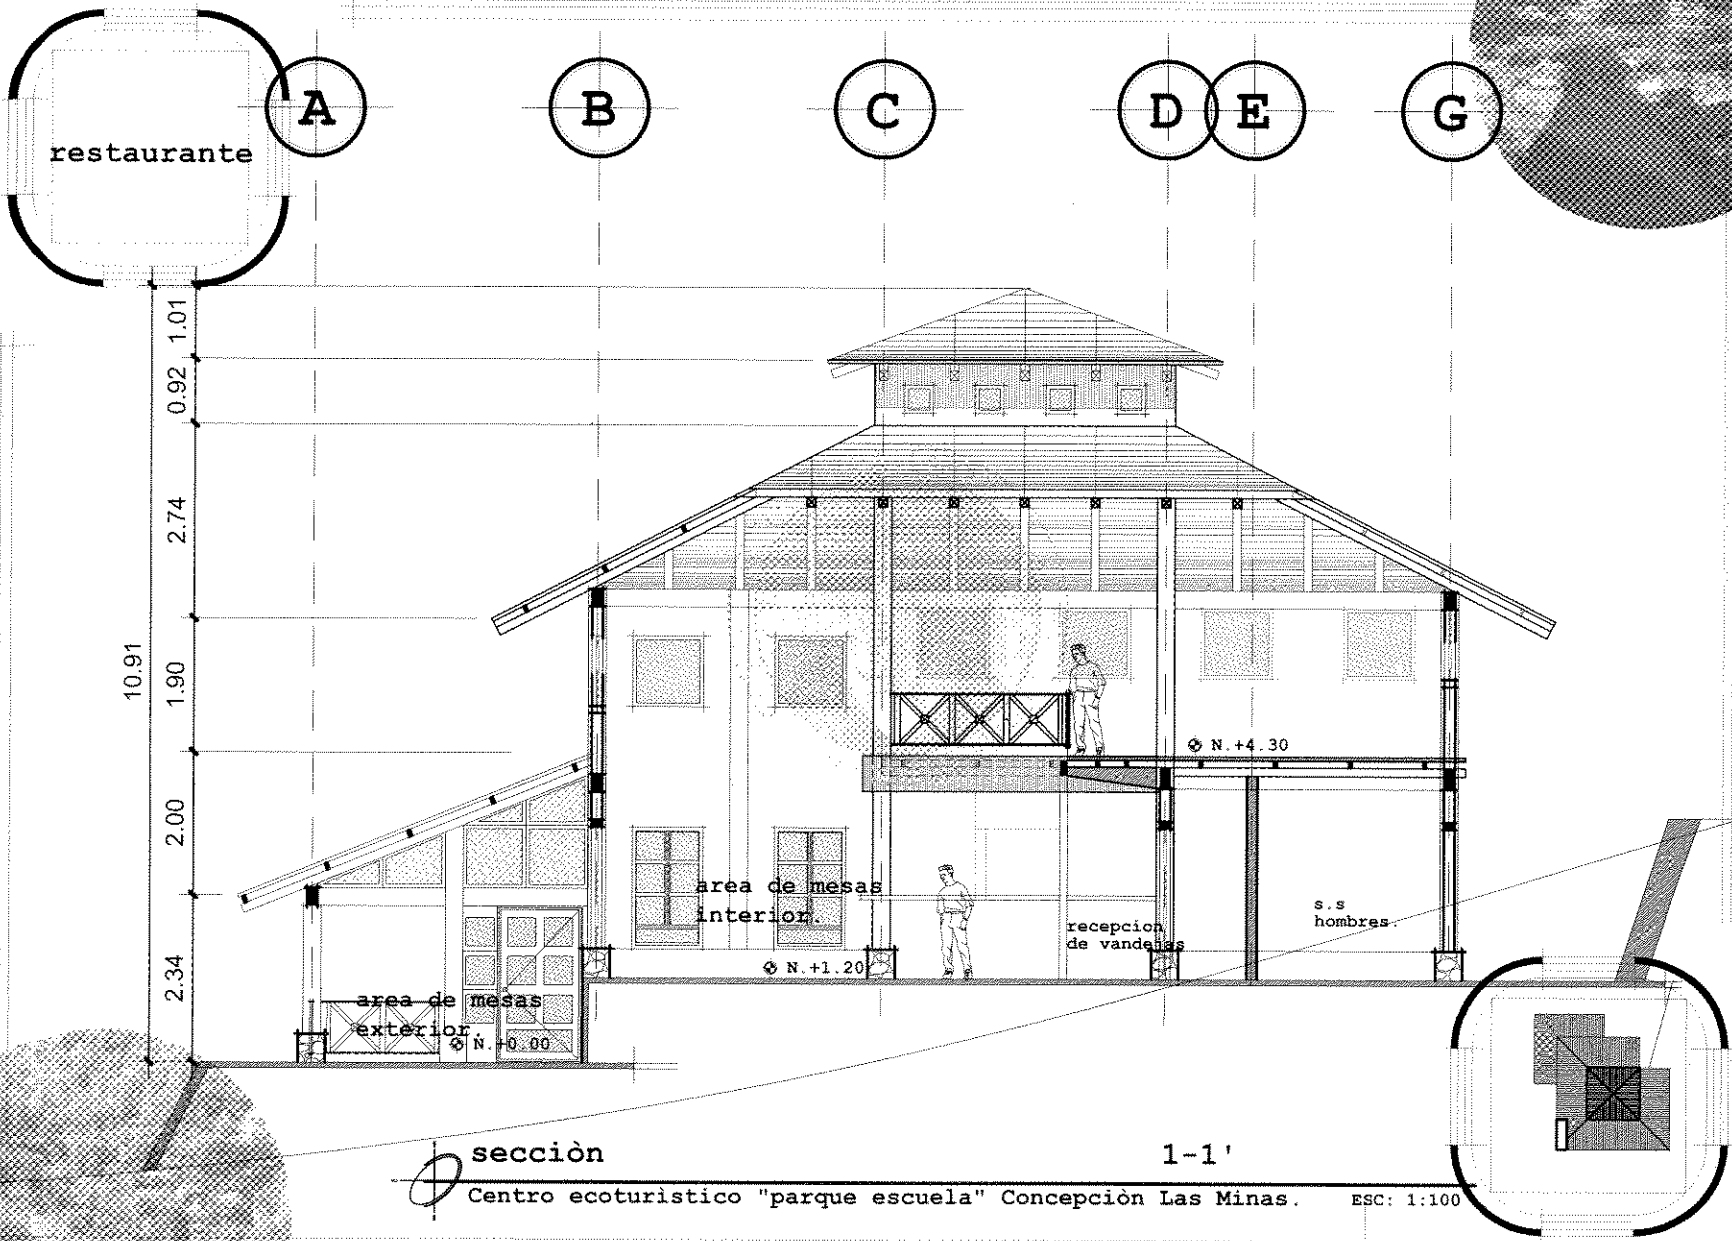 restaurante
A
B
C
D
E
G
1.01
0.92
2.74
10.91
1.90
2.00
2.34
N.+4.30
area de mesas
interior.
s.s
hombres.
recepcion
de vandejas
N.+1.20
area de mesas
exterior.
N.+0.00
secciòn
1-1'
Centro ecoturìstico "parque escuela" Concepciòn Las Minas.
ESC: 1:100